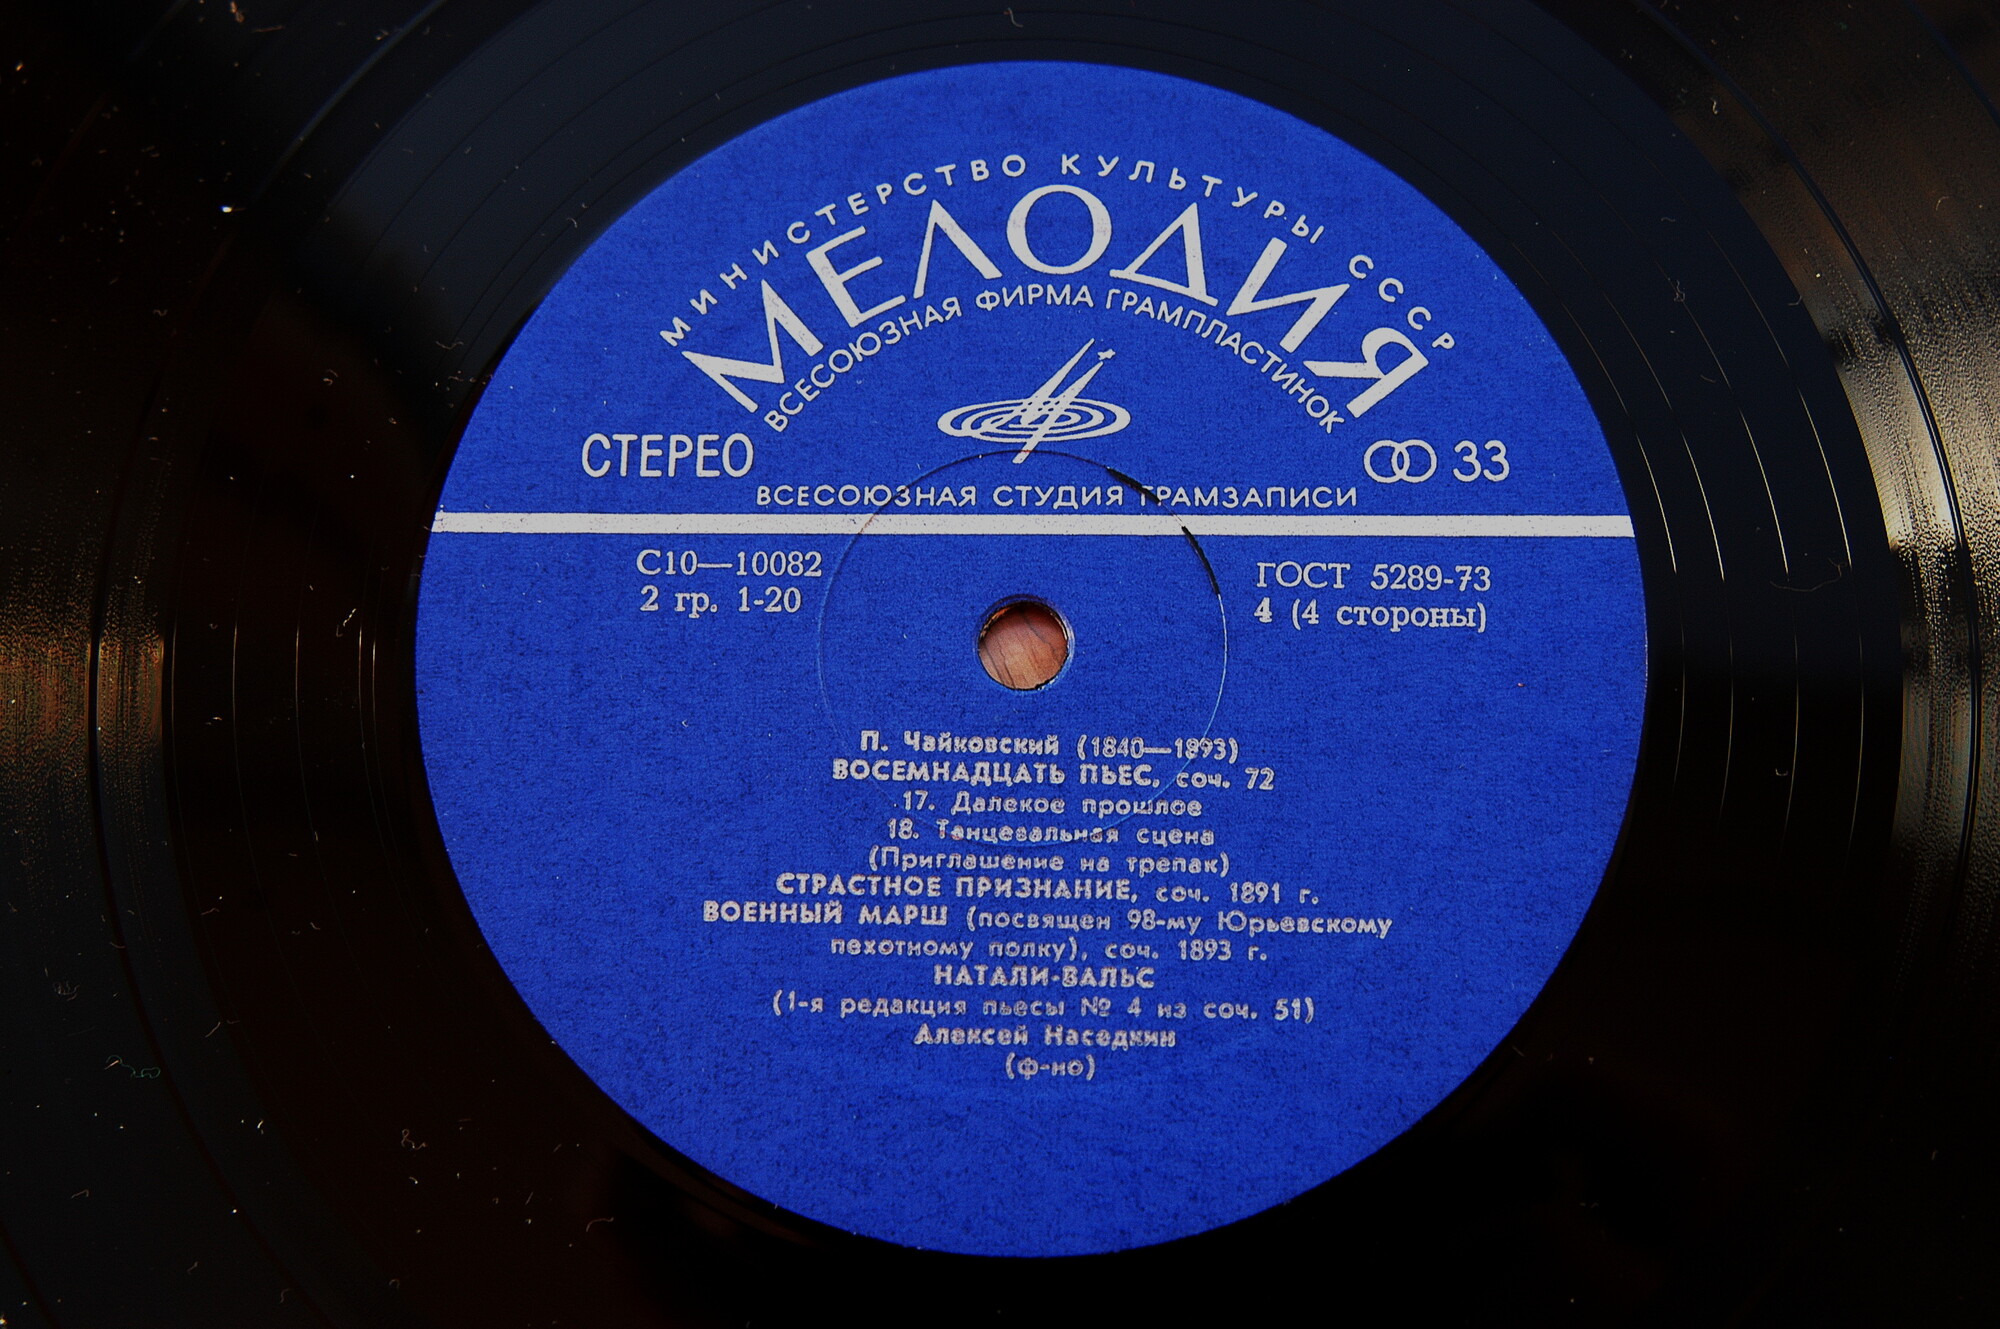 МИНИСТЕРСТВО КУЛЬТУРЫ СССР
МЕЛОДИЯ
ВСЕСОЮЗНАЯ ФИРМА ГРАМПЛАСТИНОК
СТЕРЕО
33
ВСЕСОЮЗНАЯ СТУДИЯ ГРАМЗАПИСИ
С10—10082
2 гр. 1-20
ГОСТ 5289-73
4 (4 стороны)
П. Чайковский (1840—1893)
ВОСЕМНАДЦАТЬ ПЬЕС, соч. 72
17. Далекое прошлое
18. Танцевальная сцена
(Приглашение на трепак)
СТРАСТНОЕ ПРИЗНАНИЕ, соч. 1891 г.
ВОЕННЫЙ МАРШ (посвящен 98-му Юрьевскому
пехотному полку), соч. 1893 г.
НАТАЛИ-ВАЛЬС
(1-я редакция пьесы № 4 из соч. 51)
Алексей Наседкин
(ф-но)